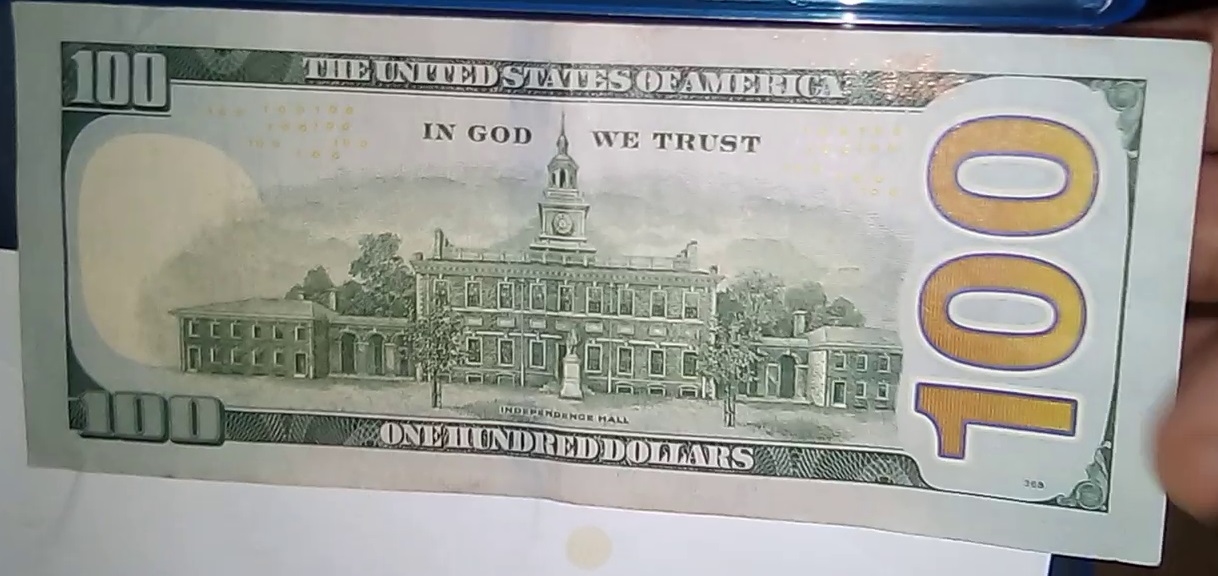 100
THE UNITED STATES OF AMERICA
IN GOD WE TRUST
100
INDEPENDENCE HALL
100
ONE HUNDRED DOLLARS